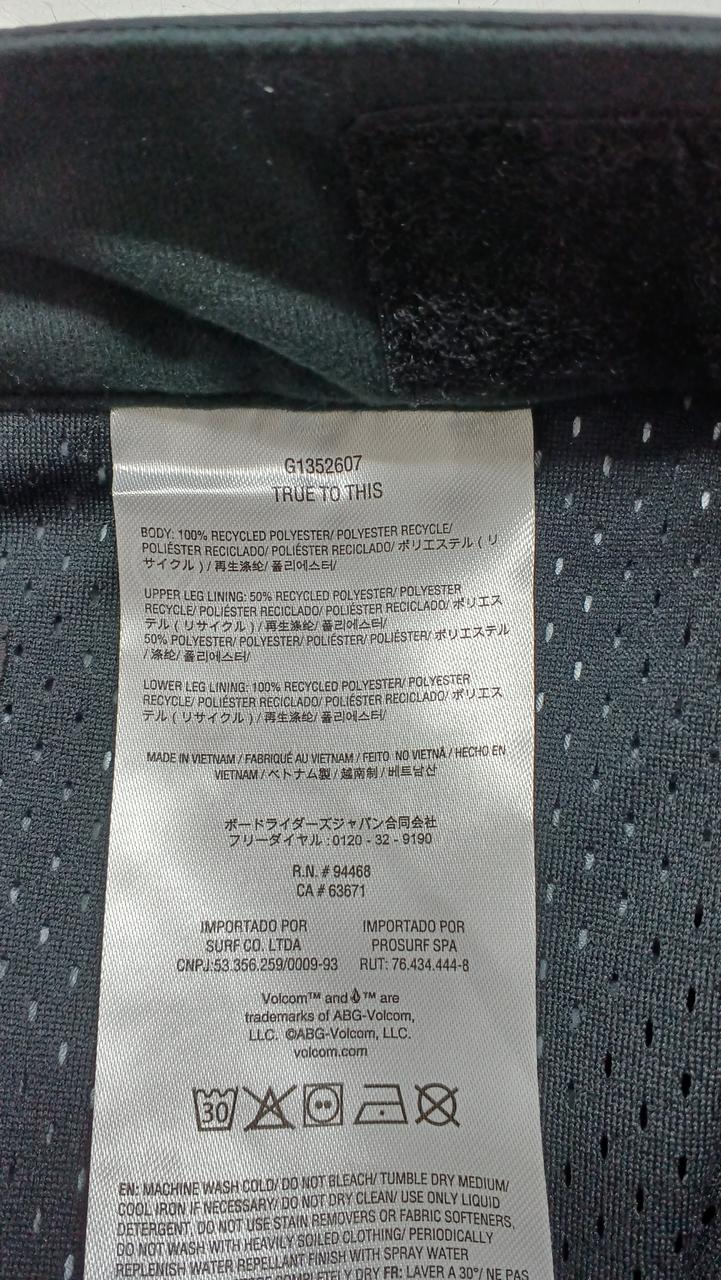 G1352607
TRUE TO THIS
BODY: 100% RECYCLED POLYESTER/ POLYESTER RECYCLE/
POLIÉSTER RECICLADO/ POLIÉSTER RECICLADO/ ポリエステル ( リ
サイクル ) / 再生涤纶/ 폴리에스터/
UPPER LEG LINING: 50% RECYCLED POLYESTER/ POLYESTER
RECYCLE/ POLIÉSTER RECICLADO/ POLIÉSTER RECICLADO/ ポリエス
テル ( リサイクル ) / 再生涤纶/ 폴리에스터/
50% POLYESTER/ POLYESTER/ POLIÉSTER/ POLIÉSTER/ ポリエステル
/ 涤纶/ 폴리에스터/
LOWER LEG LINING: 100% RECYCLED POLYESTER/ POLYESTER
RECYCLE/ POLIÉSTER RECICLADO/ POLIÉSTER RECICLADO/ ポリエス
テル ( リサイクル ) / 再生涤纶/ 폴리에스터/
MADE IN VIETNAM / FABRIQUÉ AU VIETNAM / FEITO NO VIETNÃ / HECHO EN
VIETNAM / ベトナム製 / 越南制 / 베트남산
ボードライダーズジャパン合同会社
フリーダイヤル : 0120 - 32 - 9190
R.N. # 94468
CA # 63671
IMPORTADO POR
SURF CO. LTDA
CNPJ:53.356.259/0009-93
IMPORTADO POR
PROSURF SPA
RUT: 76.434.444-8
Volcom™ and ™ are
trademarks of ABG-Volcom,
LLC. ©ABG-Volcom, LLC.
volcom.com
30
EN: MACHINE WASH COLD/ DO NOT BLEACH/ TUMBLE DRY MEDIUM/
COOL IRON IF NECESSARY/ DO NOT DRY CLEAN/ USE ONLY LIQUID
DETERGENT. DO NOT USE STAIN REMOVERS OR FABRIC SOFTENERS,
DO NOT WASH WITH HEAVILY SOILED CLOTHING/ PERIODICALLY
REPLENISH WATER REPELLANT FINISH WITH SPRAY WATER
COMPLETELY DRY FR: LAVER A 30°/ NE PAS